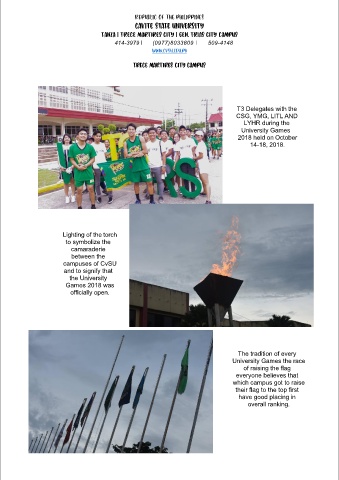 REPUBLIC OF THE PHILIPPINES
CAVITE STATE UNIVERSITY
TANZA | TRECE MARTIRES CITY | GEN. TRIAS CITY CAMPUS
414-3979 | (0977)8033809 | 509-4148
TRECE MARTIRES CITY CAMPUS
T3 Delegates with the
CSG, YMG, LITL AND
LYHR during the
University Games
2018 held on October
14-18, 2018.
Lighting of the torch
to symbolize the
camaraderie
between the
campuses of CvSU
and to signify that
the University
Games 2018 was
officially open.
The tradition of every
University Games the race
of raising the flag
everyone believes that
which campus got to raise
their flag to the top first
have good placing in
overall ranking.